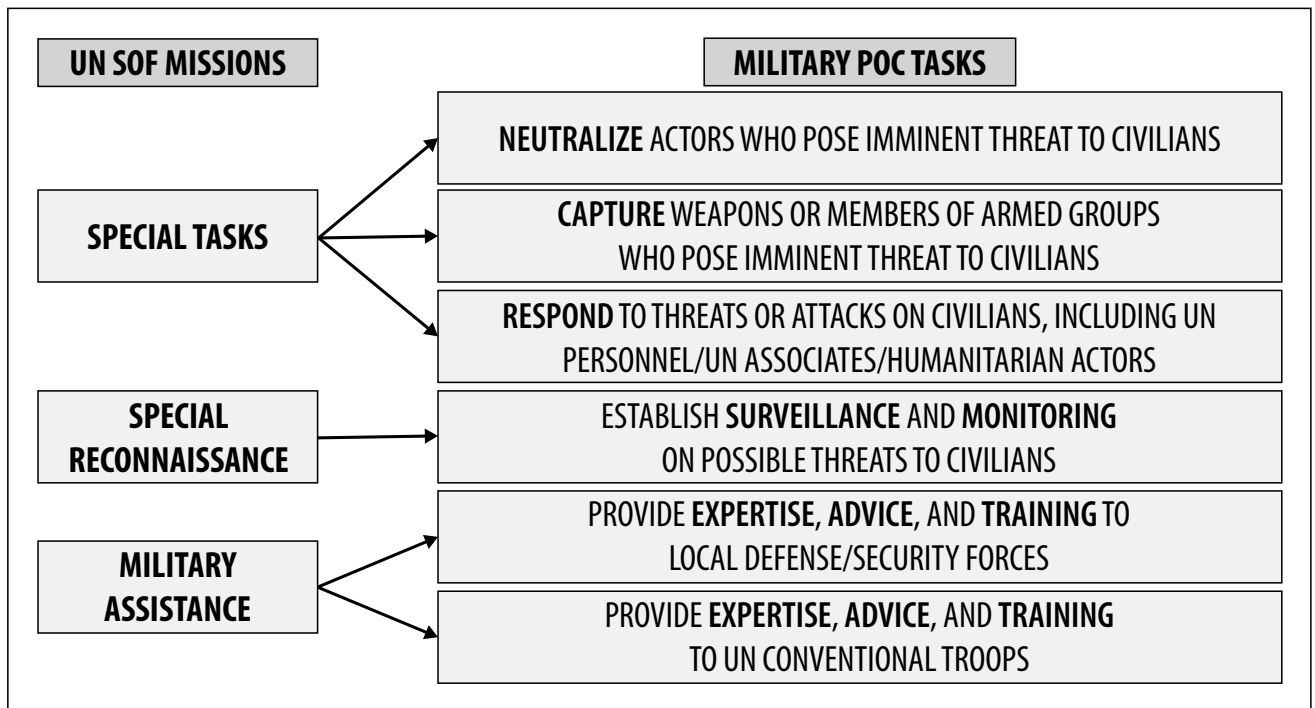 UN SOF MISSIONS
MILITARY POC TASKS
SPECIAL TASKS
NEUTRALIZE ACTORS WHO POSE IMMINENT THREAT TO CIVILIANS
CAPTURE WEAPONS OR MEMBERS OF ARMED GROUPS
WHO POSE IMMINENT THREAT TO CIVILIANS
RESPOND TO THREATS OR ATTACKS ON CIVILIANS, INCLUDING UN
PERSONNEL/UN ASSOCIATES/HUMANITARIAN ACTORS
SPECIAL
RECONNAISSANCE
ESTABLISH SURVEILLANCE AND MONITORING
ON POSSIBLE THREATS TO CIVILIANS
MILITARY
ASSISTANCE
PROVIDE EXPERTISE, ADVICE, AND TRAINING TO
LOCAL DEFENSE/SECURITY FORCES
PROVIDE EXPERTISE, ADVICE, AND TRAINING
TO UN CONVENTIONAL TROOPS